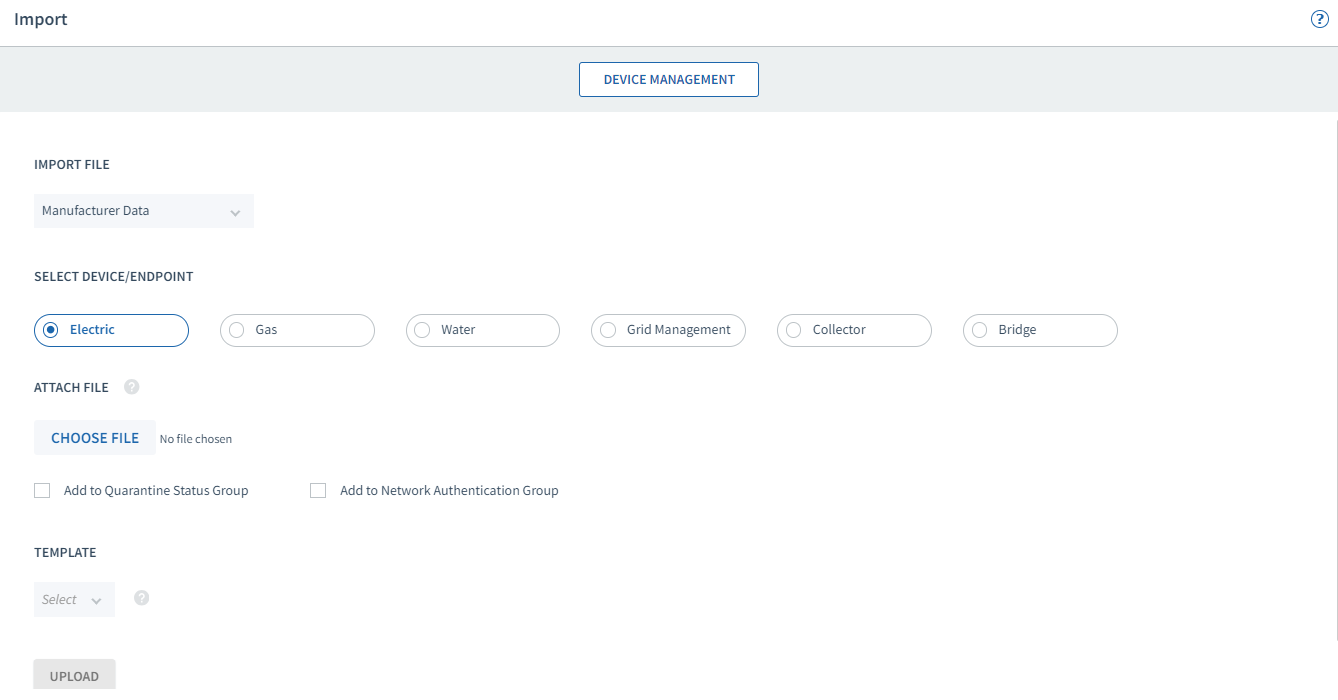 Import
?
DEVICE MANAGEMENT
IMPORT FILE
Manufacturer Data
SELECT DEVICE/ENDPOINT
Electric Gas Water Grid Management Collector Bridge
ATTACH FILE ?
CHOOSE FILE No file chosen
Add to Quarantine Status Group Add to Network Authentication Group
TEMPLATE
Select ?
UPLOAD